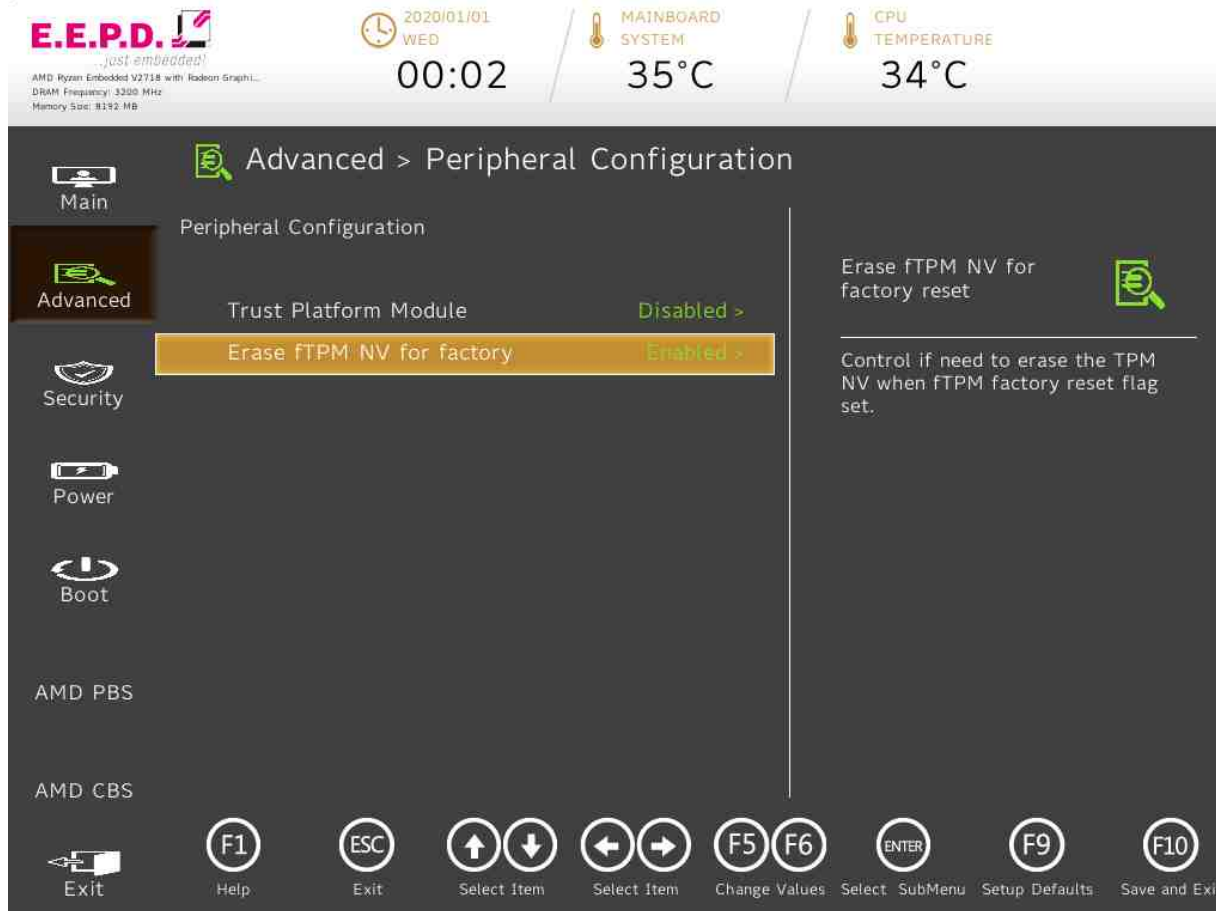 E.E.P.D.
...just embedded!
AMD Ryzen Embedded V2718 with Radeon Graphi...
DRAM Frequency: 3200 MHz
Memory Size: 8192 MB
2020/01/01
WED
00:02
MAINBOARD
SYSTEM
35°C
CPU
TEMPERATURE
34°C
Main
Advanced
Security
Power
Boot
AMD PBS
AMD CBS
Exit
Advanced > Peripheral Configuration
Peripheral Configuration
Trust Platform Module Disabled >
Erase fTPM NV for factory Enabled >
Erase fTPM NV for
factory reset
Control if need to erase the TPM
NV when fTPM factory reset flag
set.
F1 Help
ESC Exit
Select Item
Select Item
F5 F6 Change Values
ENTER Select SubMenu
F9 Setup Defaults
F10 Save and Exi